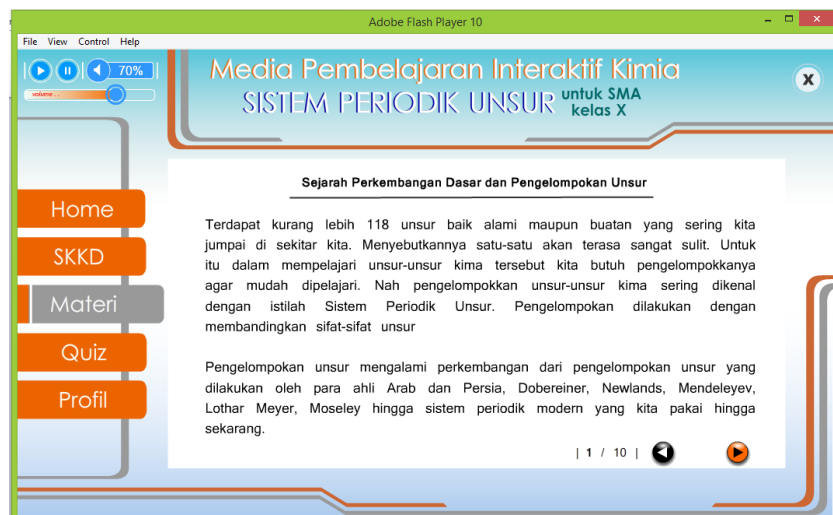 Adobe Flash Player 10
File View Control Help
70%
volume . .
Media Pembelajaran Interaktif Kimia
SISTEM PERIODIK UNSUR untuk SMA
kelas X
X
Home
SKKD
Materi
Quiz
Profil
Sejarah Perkembangan Dasar dan Pengelompokan Unsur
Terdapat kurang lebih 118 unsur baik alami maupun buatan yang sering kita
jumpai di sekitar kita. Menyebutkannya satu-satu akan terasa sangat sulit. Untuk
itu dalam mempelajari unsur-unsur kima tersebut kita butuh pengelompokkanya
agar mudah dipelajari. Nah pengelompokkan unsur-unsur kima sering dikenal
dengan istilah Sistem Periodik Unsur. Pengelompokan dilakukan dengan
membandingkan sifat-sifat unsur
Pengelompokan unsur mengalami perkembangan dari pengelompokan unsur yang
dilakukan oleh para ahli Arab dan Persia, Dobereiner, Newlands, Mendeleyev,
Lothar Meyer, Moseley hingga sistem periodik modern yang kita pakai hingga
sekarang.
| 1 / 10 |